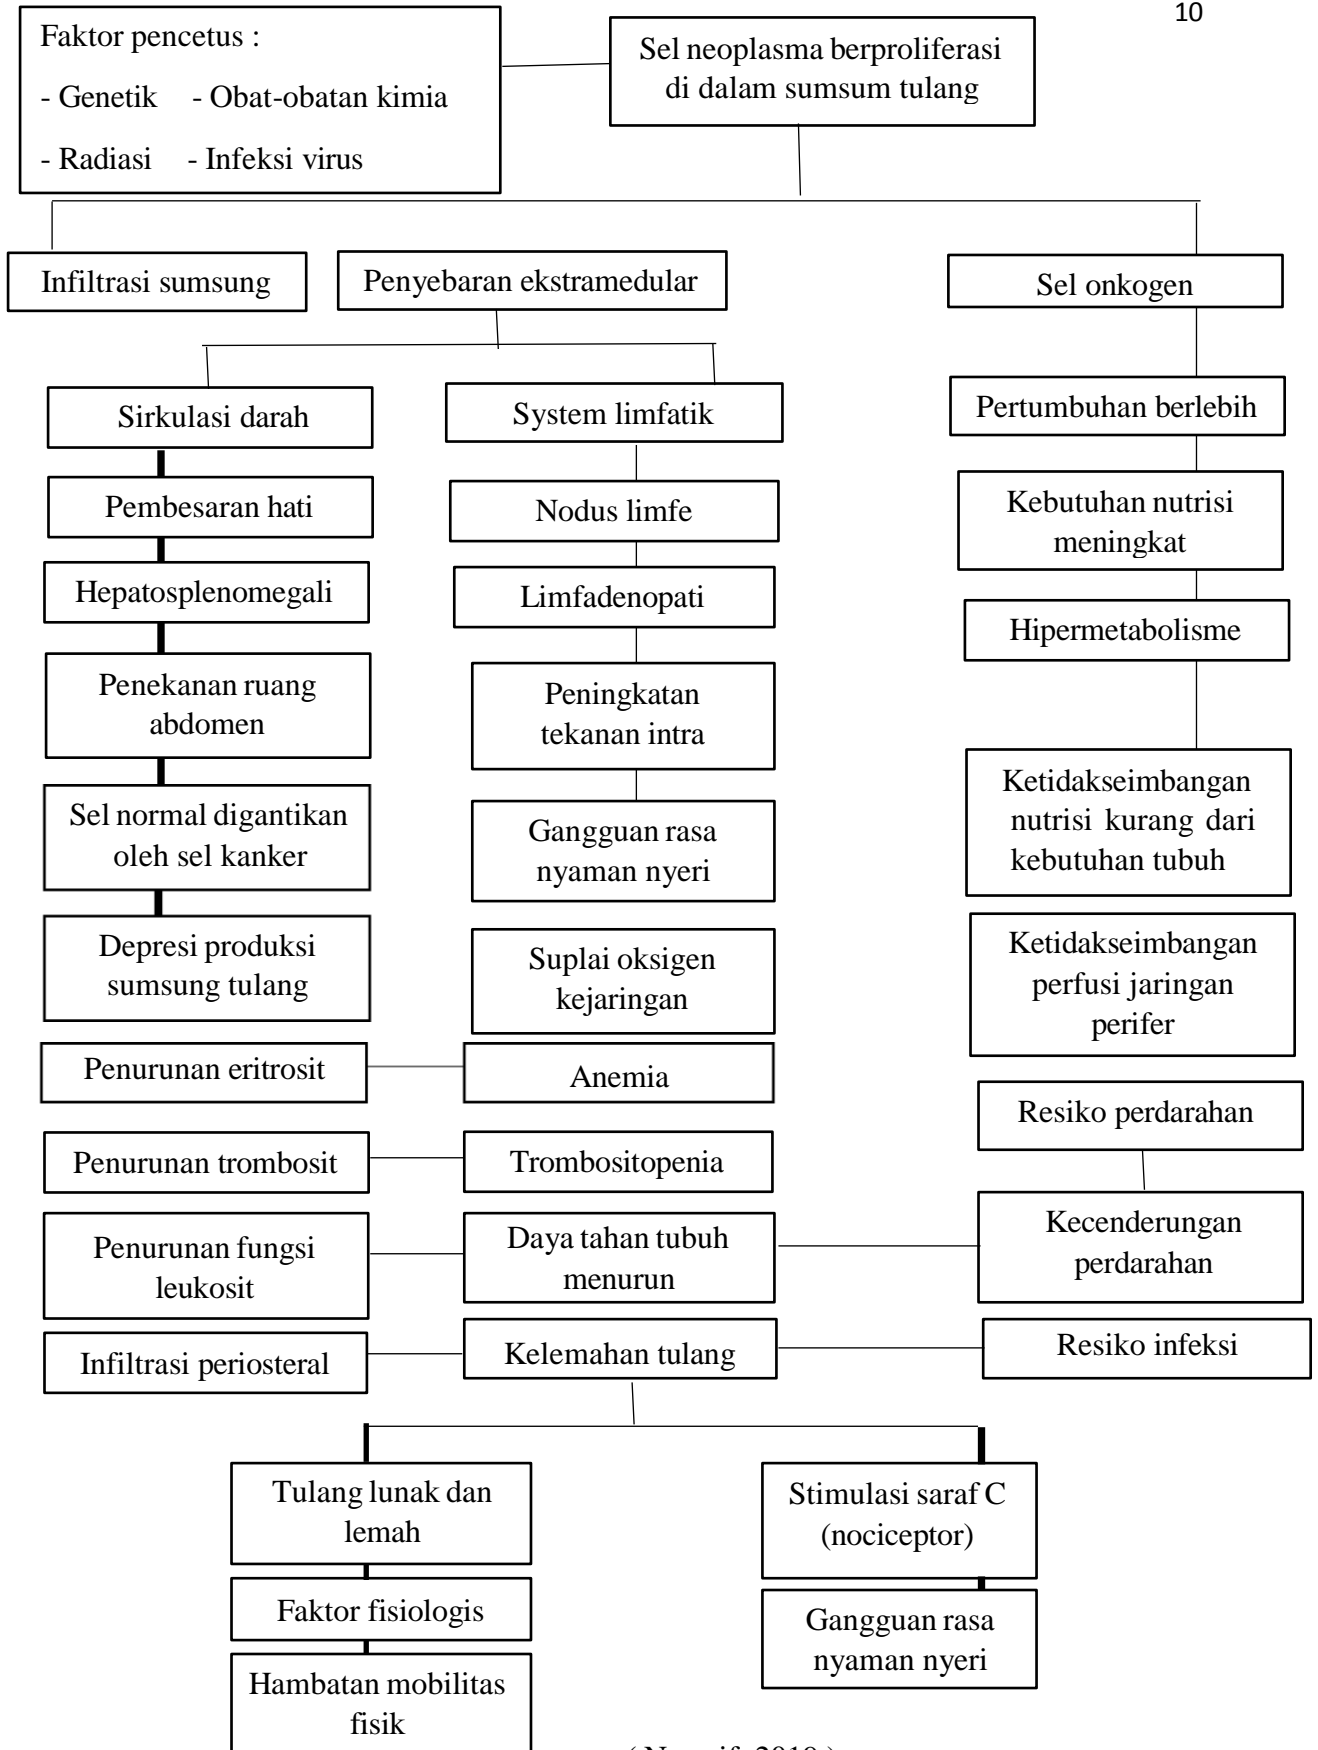 10
Faktor pencetus :
- Genetik - Obat-obatan kimia
- Radiasi - Infeksi virus
Sel neoplasma berproliferasi
di dalam sumsum tulang
Infiltrasi sumsung
Penyebaran ekstramedular
Sel onkogen
Sirkulasi darah
System limfatik
Pertumbuhan berlebih
Pembesaran hati
Nodus limfe
Kebutuhan nutrisi
meningkat
Hepatosplenomegali
Limfadenopati
Hipermetabolisme
Penekanan ruang
abdomen
Peningkatan
tekanan intra
Ketidakseimbangan
nutrisi kurang dari
kebutuhan tubuh
Sel normal digantikan
oleh sel kanker
Gangguan rasa
nyaman nyeri
Depresi produksi
sumsung tulang
Suplai oksigen
kejaringan
Ketidakseimbangan
perfusi jaringan
perifer
Penurunan eritrosit
Anemia
Resiko perdarahan
Penurunan trombosit
Trombositopenia
Penurunan fungsi
leukosit
Daya tahan tubuh
menurun
Kecenderungan
perdarahan
Infiltrasi periosteral
Kelemahan tulang
Resiko infeksi
Tulang lunak dan
lemah
Stimulasi saraf C
(nociceptor)
Faktor fisiologis
Gangguan rasa
nyaman nyeri
Hambatan mobilitas
fisik